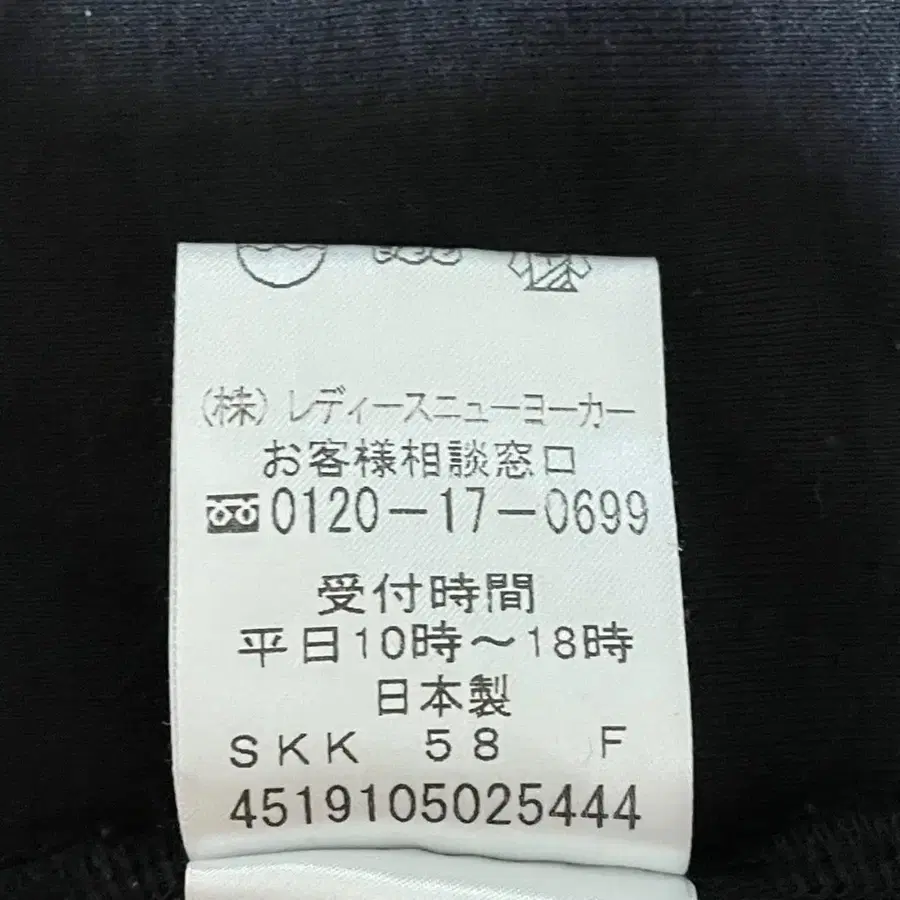 (株)レディースニューヨーカー
お客様相談窓口
0120-17-0699
受付時間
平日10時〜18時
日本製
SKK 58 F
4519105025444